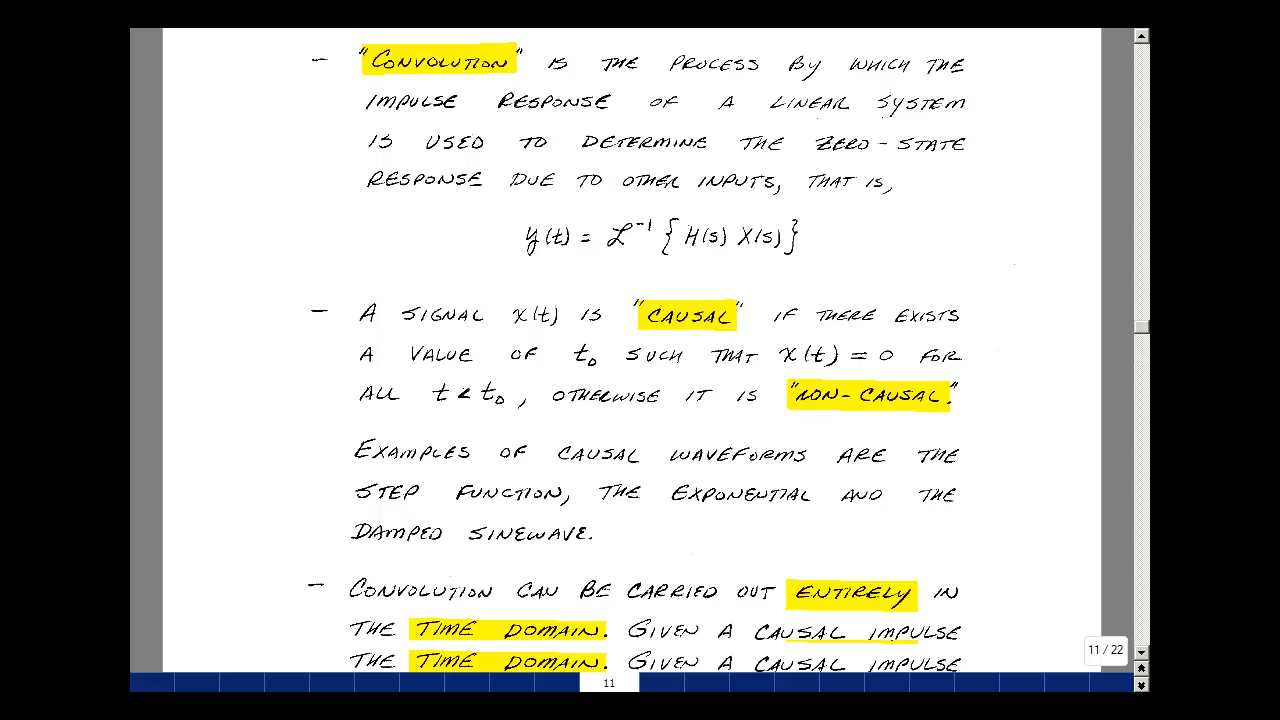 - "CONVOLUTION" IS THE PROCESS BY WHICH THE
IMPULSE RESPONSE OF A LINEAR SYSTEM
IS USED TO DETERMINE THE ZERO-STATE
RESPONSE DUE TO OTHER INPUTS, THAT IS,
y(t) = ℒ⁻¹ { H(s) X(s) }
- A SIGNAL x(t) IS "CAUSAL" IF THERE EXISTS
A VALUE OF t₀ SUCH THAT x(t) = 0 FOR
ALL t < t₀, OTHERWISE IT IS "NON-CAUSAL."
EXAMPLES OF CAUSAL WAVEFORMS ARE THE
STEP FUNCTION, THE EXPONENTIAL AND THE
DAMPED SINEWAVE.
- CONVOLUTION CAN BE CARRIED OUT ENTIRELY IN
THE TIME DOMAIN. GIVEN A CAUSAL IMPULSE
THE TIME DOMAIN. GIVEN A CAUSAL IMPULSE
11 / 22
11